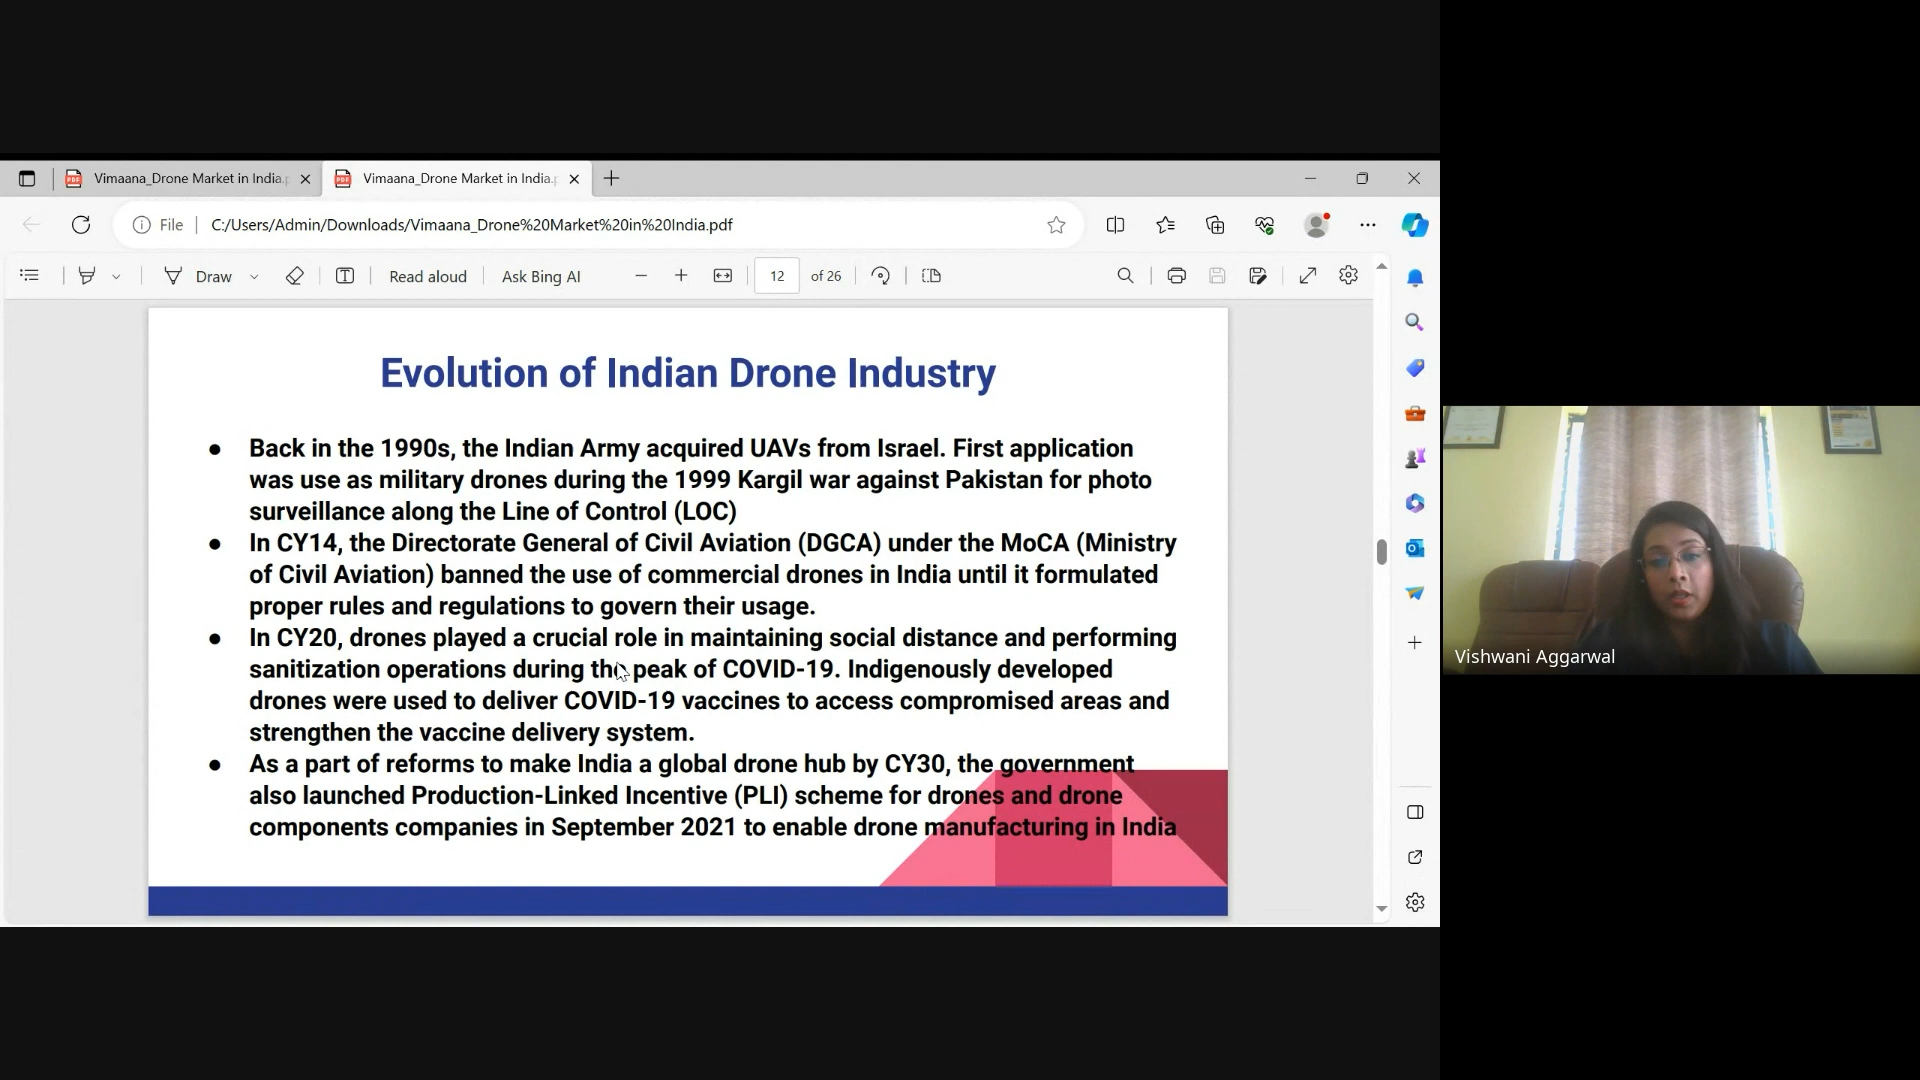 Vimaana_Drone Market in India.p
Vimaana_Drone Market in India.p
File
C:/Users/Admin/Downloads/Vimaana_Drone%20Market%20in%20India.pdf
Draw
Read aloud
Ask Bing AI
12
of 26
Evolution of Indian Drone Industry
● Back in the 1990s, the Indian Army acquired UAVs from Israel. First application
was use as military drones during the 1999 Kargil war against Pakistan for photo
surveillance along the Line of Control (LOC)
● In CY14, the Directorate General of Civil Aviation (DGCA) under the MoCA (Ministry
of Civil Aviation) banned the use of commercial drones in India until it formulated
proper rules and regulations to govern their usage.
● In CY20, drones played a crucial role in maintaining social distance and performing
sanitization operations during the peak of COVID-19. Indigenously developed
drones were used to deliver COVID-19 vaccines to access compromised areas and
strengthen the vaccine delivery system.
● As a part of reforms to make India a global drone hub by CY30, the government
also launched Production-Linked Incentive (PLI) scheme for drones and drone
components companies in September 2021 to enable drone manufacturing in India
Vishwani Aggarwal